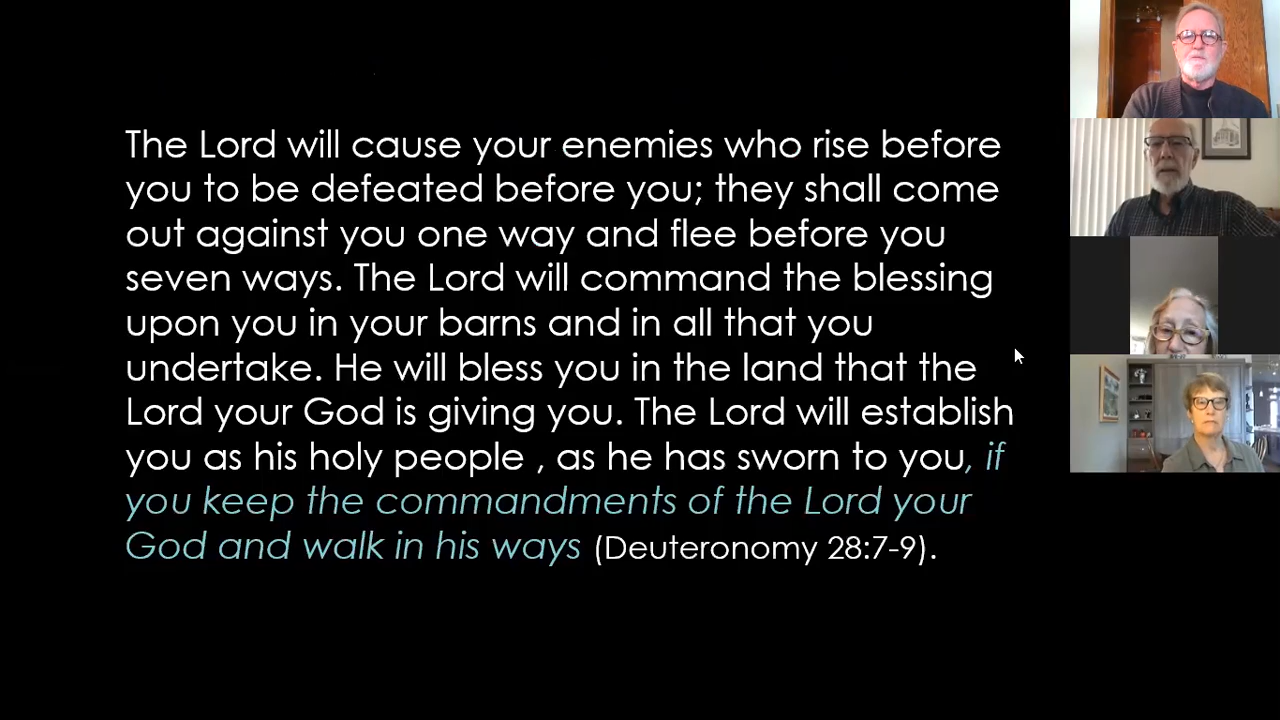 The Lord will cause your enemies who rise before
you to be defeated before you; they shall come
out against you one way and flee before you
seven ways. The Lord will command the blessing
upon you in your barns and in all that you
undertake. He will bless you in the land that the
Lord your God is giving you. The Lord will establish
you as his holy people , as he has sworn to you, if
you keep the commandments of the Lord your
God and walk in his ways (Deuteronomy 28:7-9).